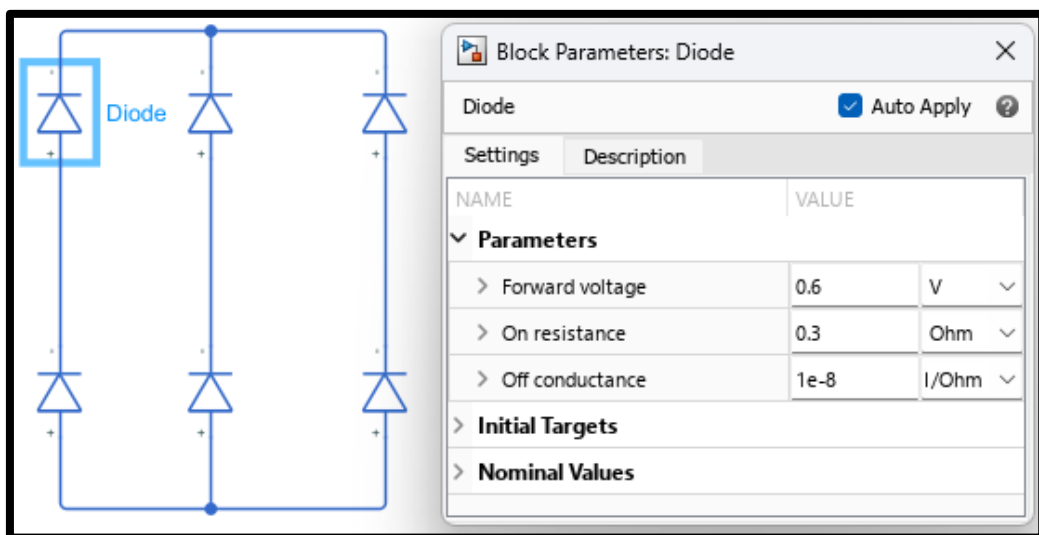 Diode
Block Parameters: Diode
Diode
Auto Apply
Settings Description
NAME VALUE
Parameters
Forward voltage 0.6 V
On resistance 0.3 Ohm
Off conductance 1e-8 1/Ohm
Initial Targets
Nominal Values